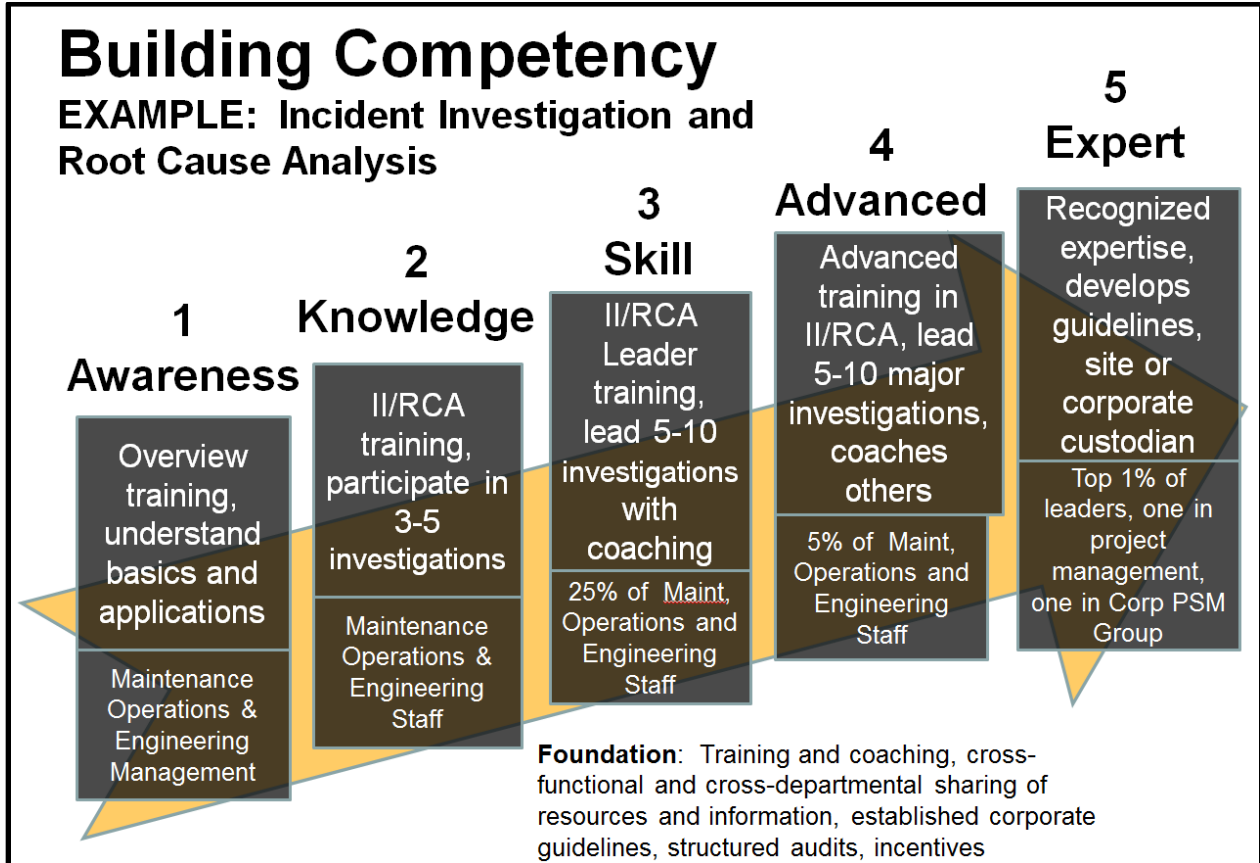 Building Competency
EXAMPLE: Incident Investigation and
Root Cause Analysis
1
Awareness
Overview
training,
understand
basics and
applications
Maintenance
Operations &
Engineering
Management
2
Knowledge
II/RCA
training,
participate in
3-5
investigations
Maintenance
Operations &
Engineering
Staff
3
Skill
II/RCA
Leader
training,
lead 5-10
investigations
with
coaching
25% of Maint,
Operations and
Engineering
Staff
4
Advanced
Advanced
training in
II/RCA, lead
5-10 major
investigations,
coaches
others
5% of Maint,
Operations and
Engineering
Staff
5
Expert
Recognized
expertise,
develops
guidelines,
site or
corporate
custodian
Top 1% of
leaders, one in
project
management,
one in Corp PSM
Group
Foundation: Training and coaching, cross-
functional and cross-departmental sharing of
resources and information, established corporate
guidelines, structured audits, incentives